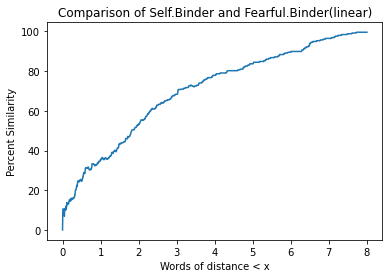 Comparison of Self.Binder and Fearful.Binder(linear)
100
80
60
40
20
0
Percent Similarity
0 1 2 3 4 5 6 7 8
Words of distance < x